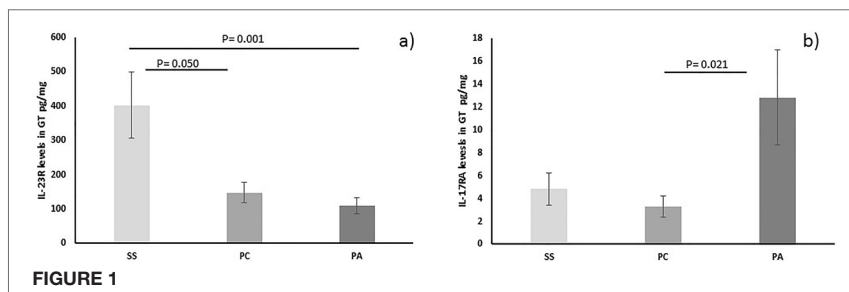 a)
P= 0.001
P= 0.050
IL-23R levels in GT pg/mg
600
500
400
300
200
100
0
SS PC PA
b)
P= 0.021
IL-17RA levesls in GT pg/mg
18
16
14
12
10
8
6
4
2
0
SS PC PA
FIGURE 1